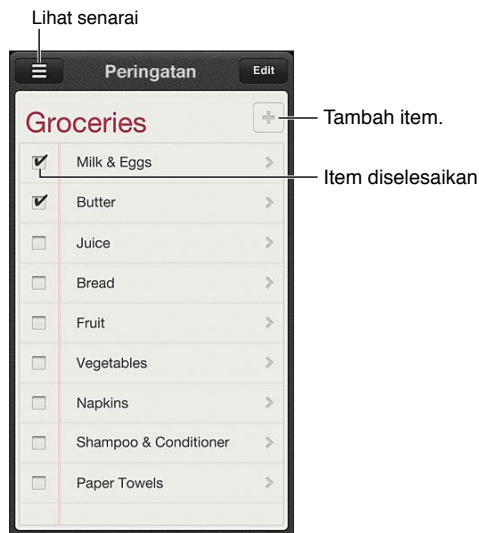 Lihat senarai
Peringatan
Edit
Groceries
Tambah item.
Milk & Eggs
Item diselesaikan
Butter
Juice
Bread
Fruit
Vegetables
Napkins
Shampoo & Conditioner
Paper Towels